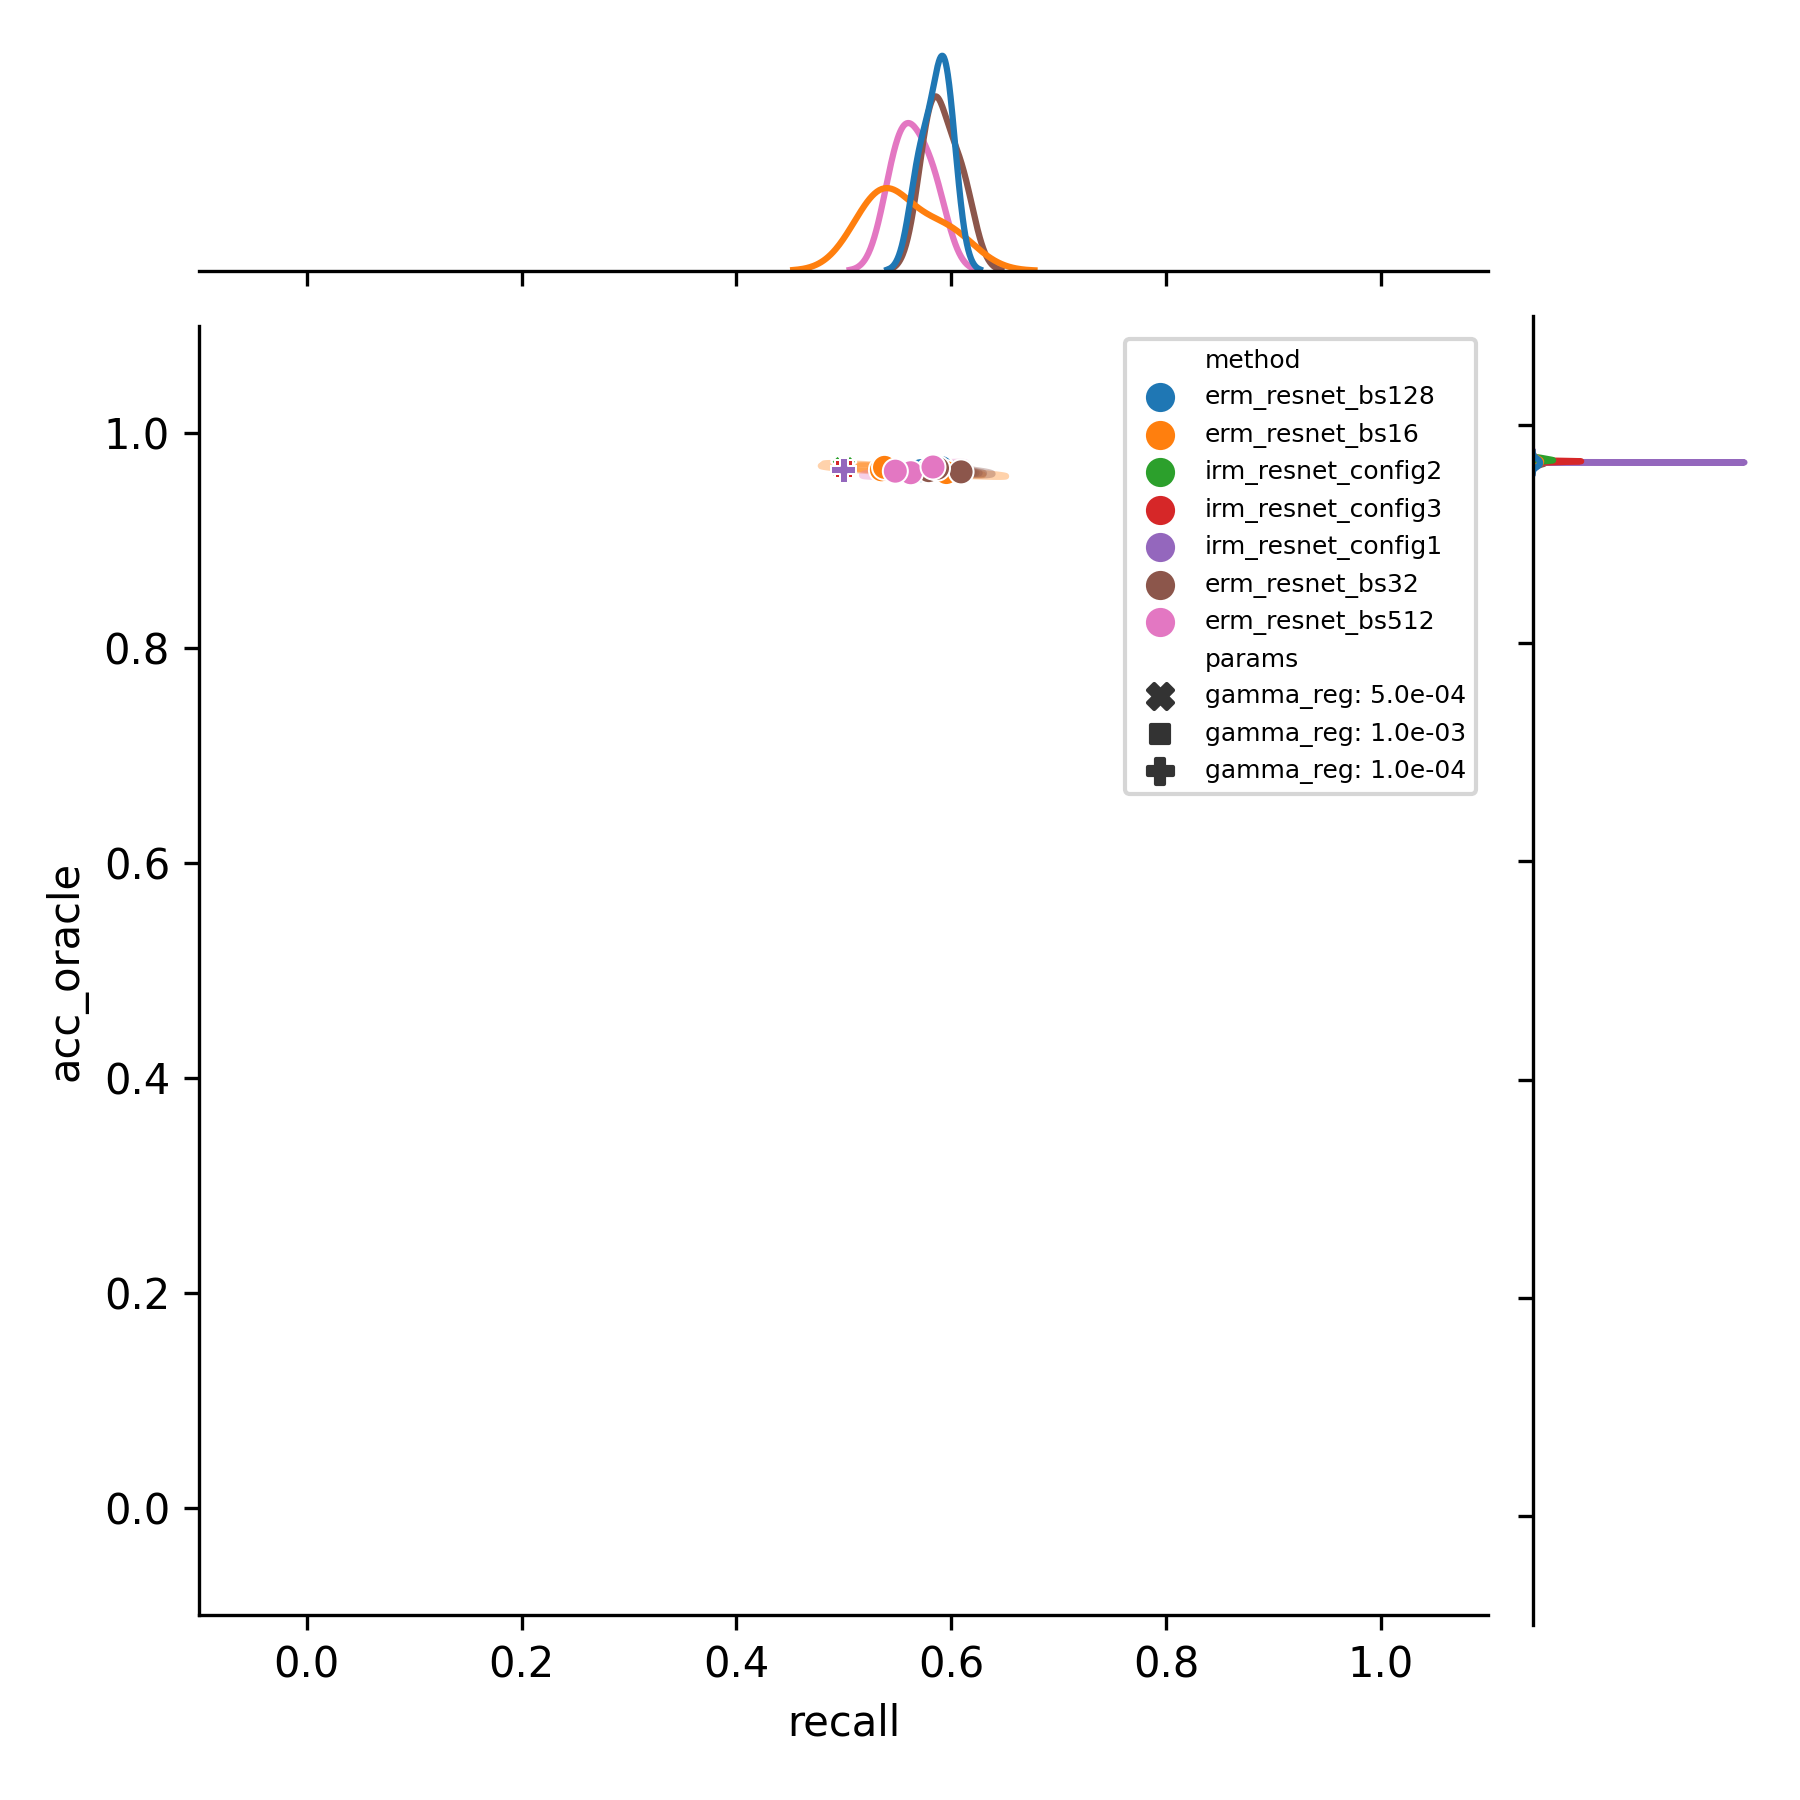 method
erm_resnet_bs128
erm_resnet_bs16
irm_resnet_config2
irm_resnet_config3
irm_resnet_config1
erm_resnet_bs32
erm_resnet_bs512
params
gamma_reg: 5.0e-04
gamma_reg: 1.0e-03
gamma_reg: 1.0e-04
1.0
0.8
0.6
0.4
0.2
0.0
acc_oracle
0.0 0.2 0.4 0.6 0.8 1.0
recall